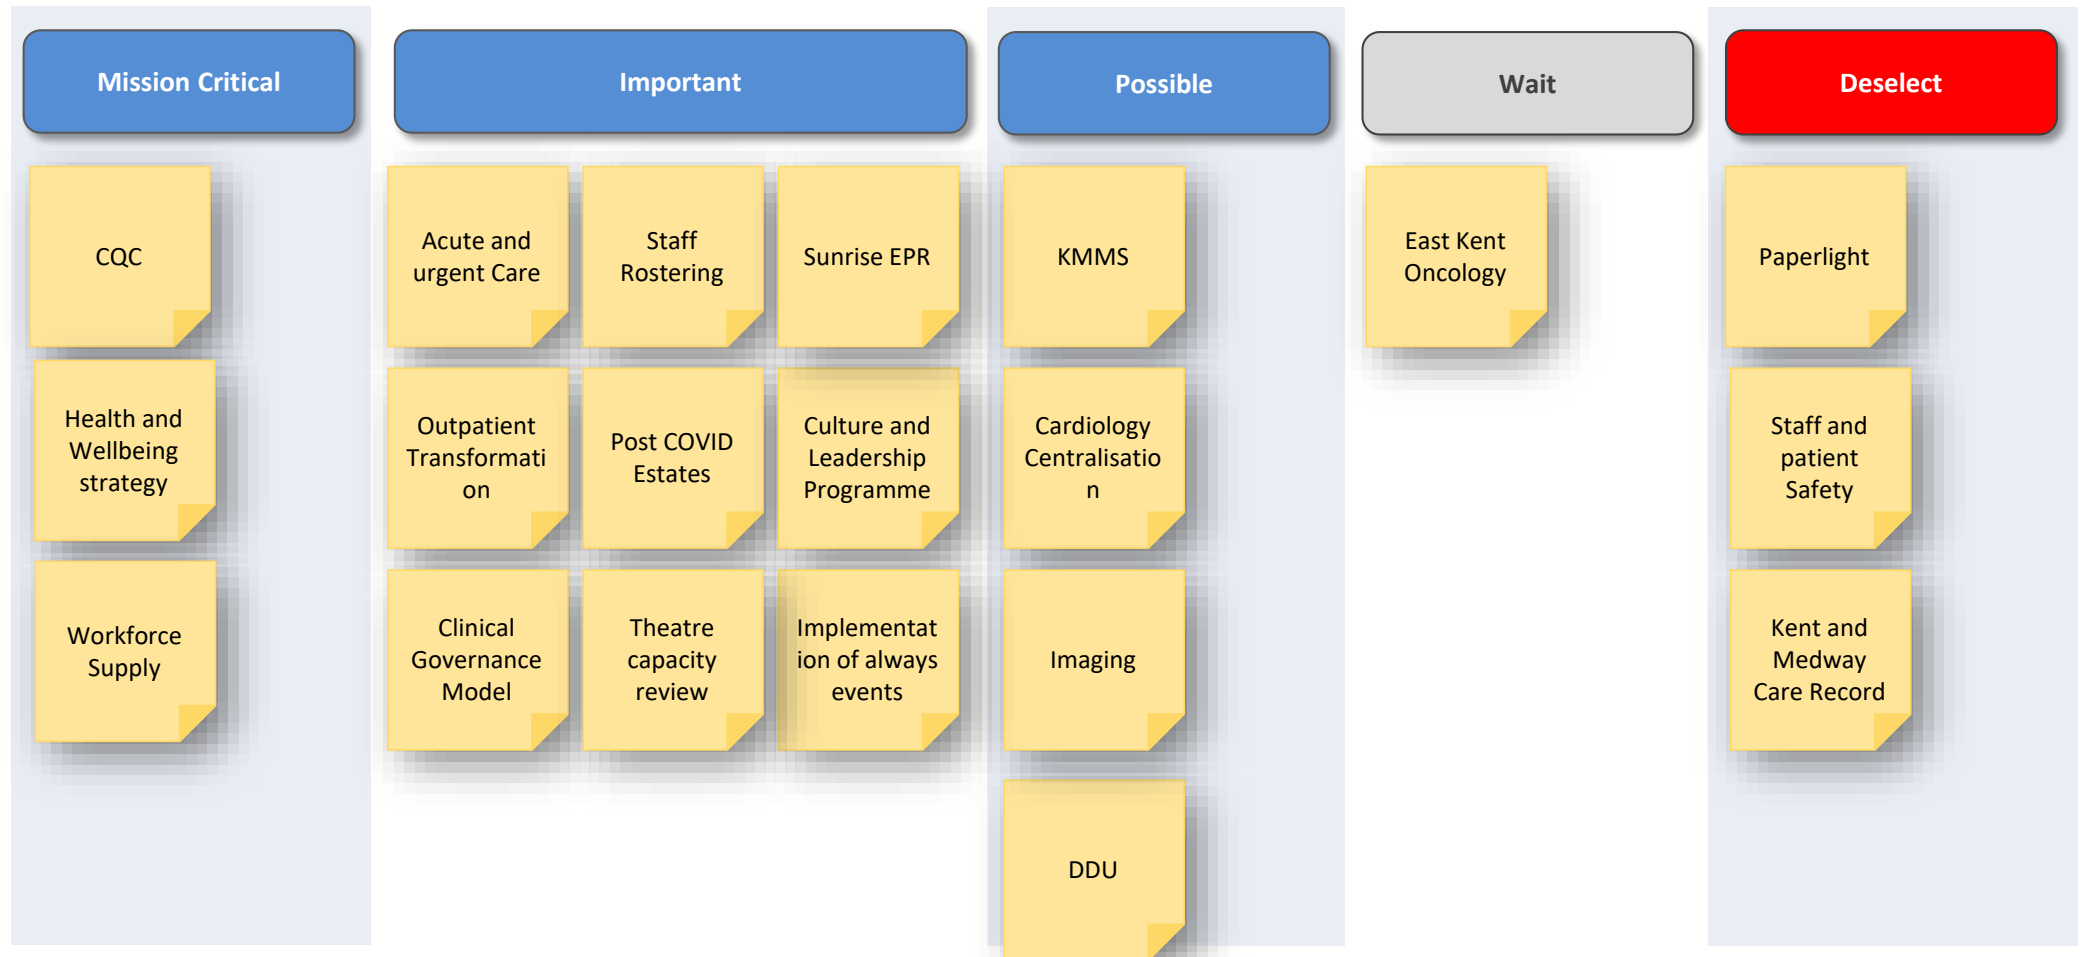 Mission Critical
Important
Possible
Wait
Deselect
CQC
Health and
Wellbeing
strategy
Workforce
Supply
Acute and
urgent Care
Staff
Rostering
Sunrise EPR
Outpatient
Transformati
on
Post COVID
Estates
Culture and
Leadership
Programme
Clinical
Governance
Model
Theatre
capacity
review
Implementat
ion of always
events
KMMS
Cardiology
Centralisatio
n
Imaging
DDU
East Kent
Oncology
Paperlight
Staff and
patient
Safety
Kent and
Medway
Care Record